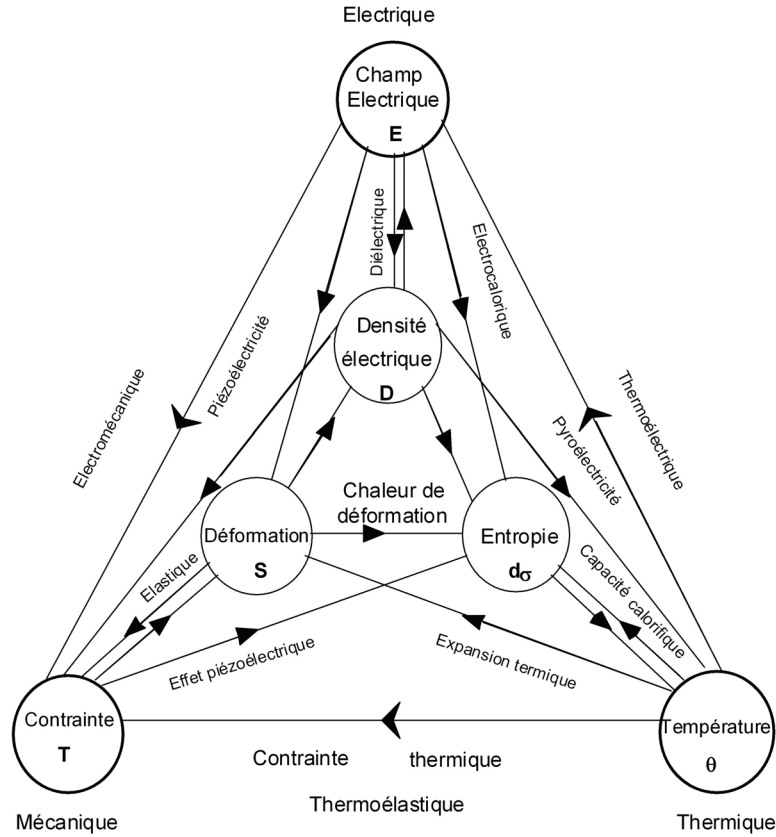 Electrique
Champ
Electrique
E
Diélectrique
Electrocalorique
Densité
électrique
D
Piézoélectricité
Electromécanique
Thermoélectrique
Pyroélectricité
Chaleur de
déformation
Déformation
S
Entropie
dσ
Elastique
Capacité calorifique
Effet piézoélectrique
Expansion termique
Contrainte
T
Température
θ
Contrainte thermique
Thermoélastique
Mécanique
Thermique